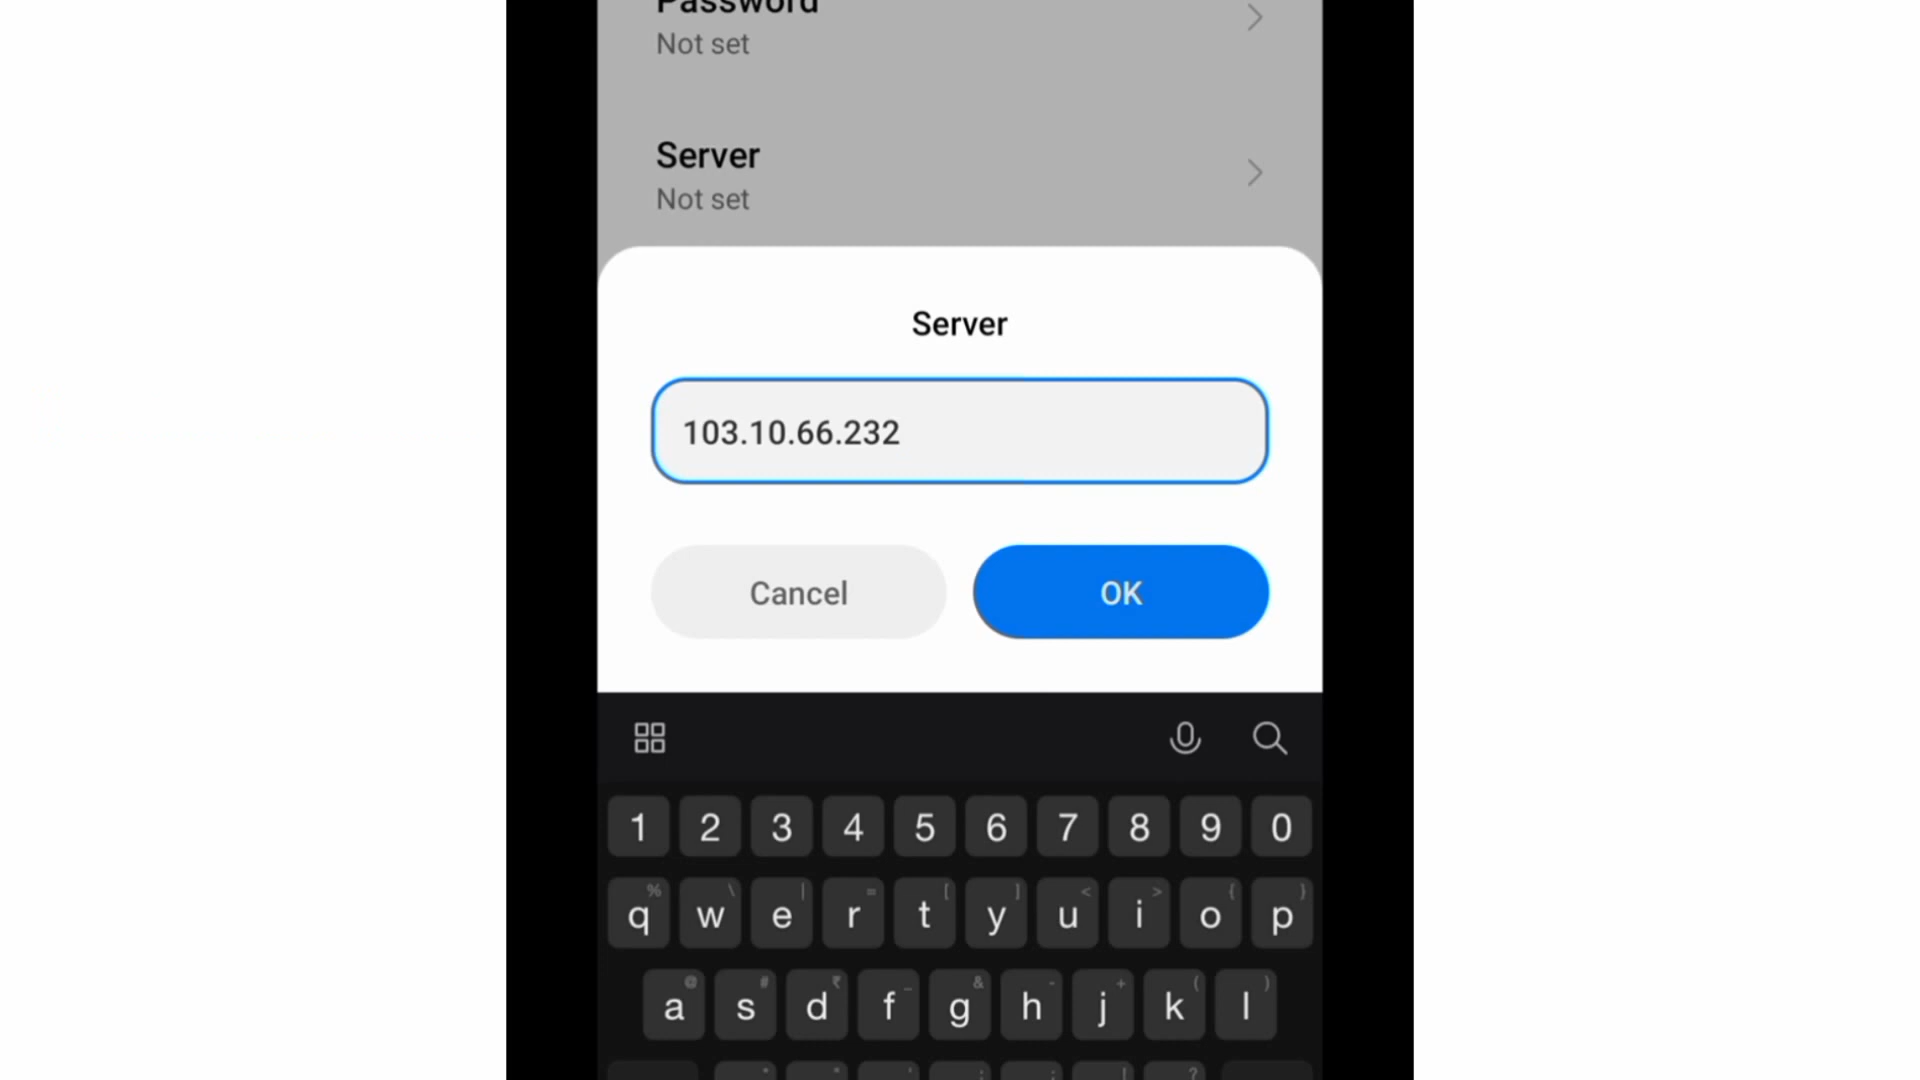 Password
Not set
Server
Not set
Server
103.10.66.232
Cancel OK
1 2 3 4 5 6 7 8 9 0
% \ | = [ ] < > { }
q w e r t y u i o p
@ # ₹ _ & - + ( )
a s d f g h j k l